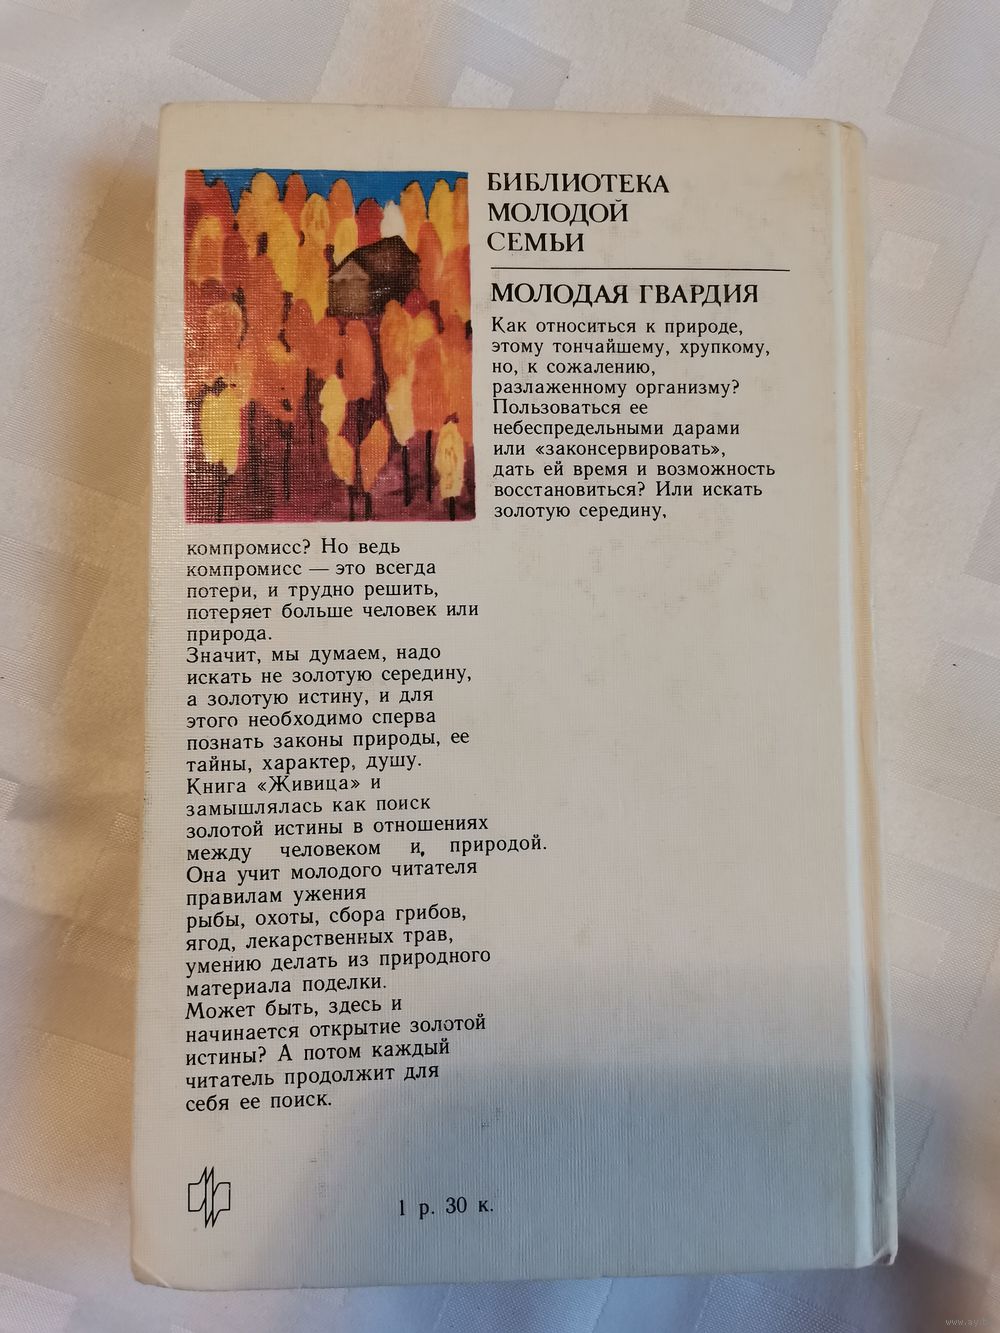 БИБЛИОТЕКА
МОЛОДОЙ
СЕМЬИ
МОЛОДАЯ ГВАРДИЯ
Как относиться к природе,
этому тончайшему, хрупкому,
но, к сожалению,
разлаженному организму?
Пользоваться ее
небеспредельными дарами
или «законсервировать»,
дать ей время и возможность
восстановиться? Или искать
золотую середину,
компромисс? Но ведь
компромисс — это всегда
потери, и трудно решить,
потеряет больше человек или
природа.
Значит, мы думаем, надо
искать не золотую середину,
а золотую истину, и для
этого необходимо сперва
познать законы природы, ее
тайны, характер, душу.
Книга «Живица» и
замышлялась как поиск
золотой истины в отношениях
между человеком и, природой.
Она учит молодого читателя
правилам ужения
рыбы, охоты, сбора грибов,
ягод, лекарственных трав,
умению делать из природного
материала поделки.
Может быть, здесь и
начинается открытие золотой
истины? А потом каждый
читатель продолжит для
себя ее поиск.
1 р. 30 к.